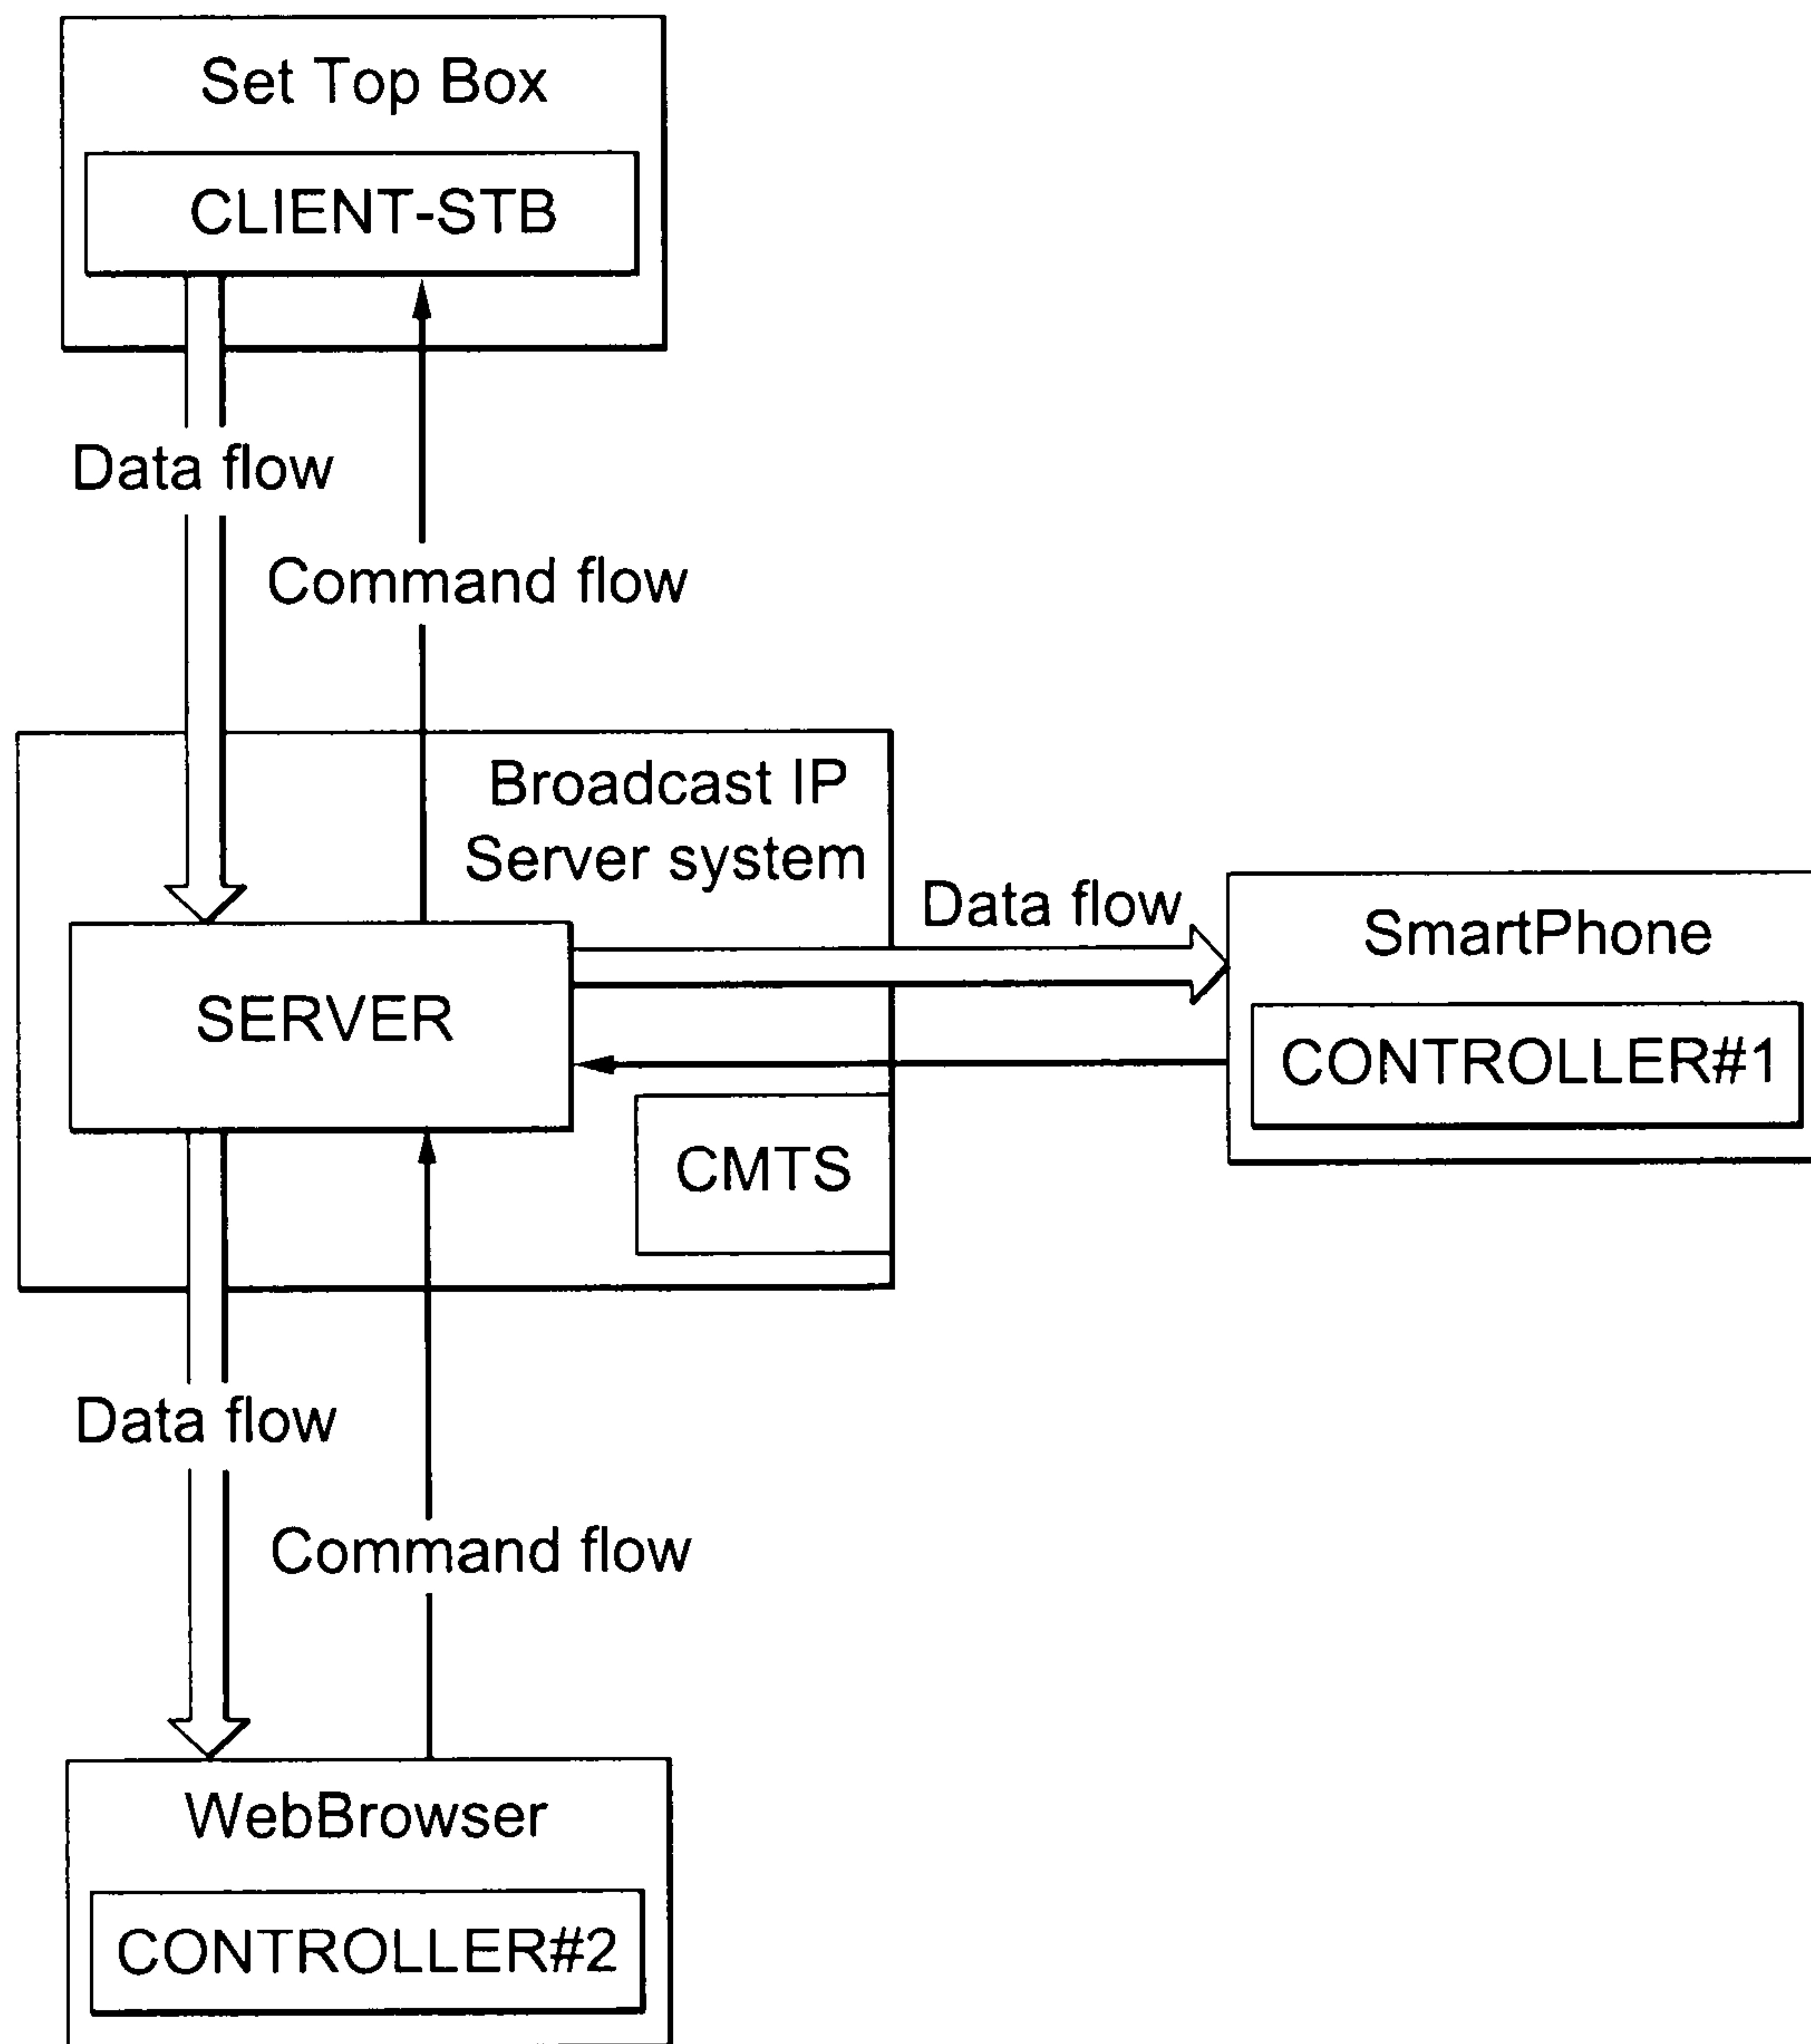 Set Top Box
CLIENT-STB
Data flow
Command flow
Broadcast IP
Server system
Data flow
SmartPhone
SERVER
CONTROLLER#1
CMTS
Data flow
Command flow
WebBrowser
CONTROLLER#2